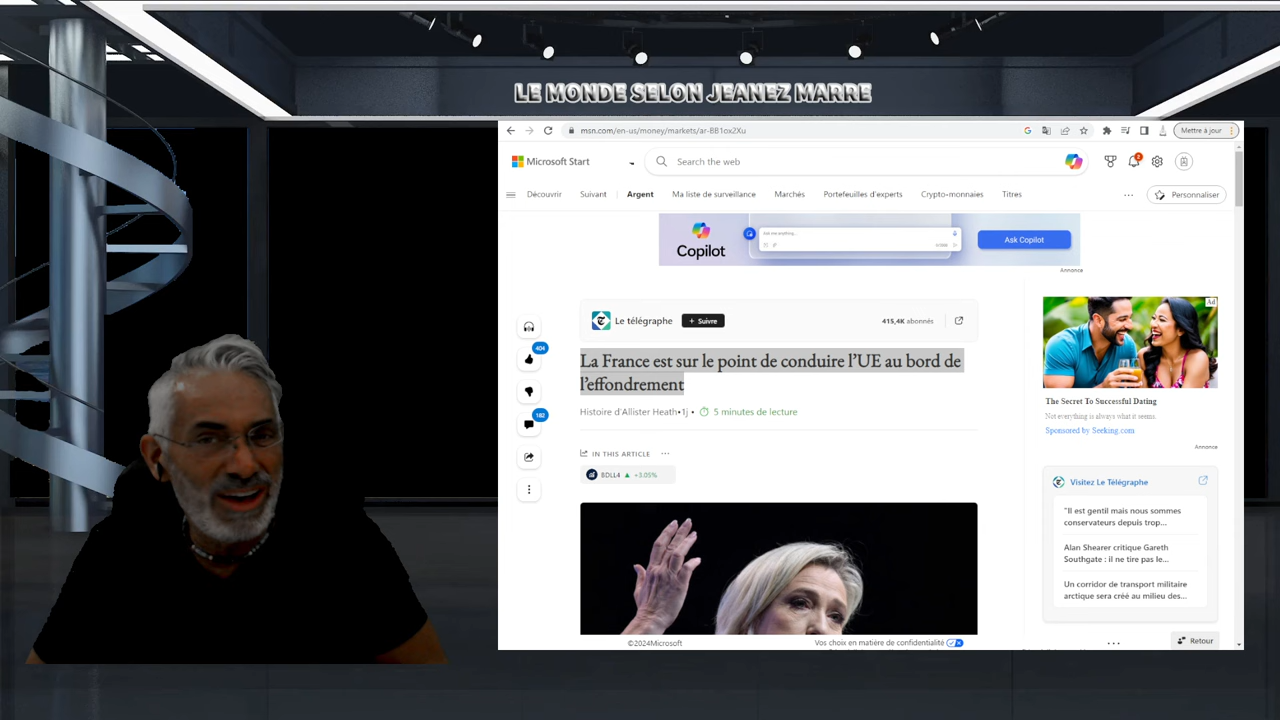 LE MONDE SELON JEANEZ MARRE
msn.com/en-us/money/markets/ar-BB1ox2Xu
Mettre à jour
Microsoft Start
Search the web
2
Découvrir Suivant Argent Ma liste de surveillance Marchés Portefeuilles d'experts Crypto-monnaies Titres
Personnaliser
Copilot
Ask me anything...
Ask Copilot
Annonce
Le télégraphe
+ Suivre
415,4K abonnés
404
182
La France est sur le point de conduire l'UE au bord de
l'effondrement
Histoire d'Allister Heath•1j •
5 minutes de lecture
IN THIS ARTICLE
BDLL4 ▲ +3.05%
Ad
The Secret To Successful Dating
Not everything is always what it seems.
Sponsored by Seeking.com
Annonce
Visitez Le Télégraphe
"Il est gentil mais nous sommes
conservateurs depuis trop...
Alan Shearer critique Gareth
Southgate : il ne tire pas le...
Un corridor de transport militaire
arctique sera créé au milieu des...
©2024Microsoft
Vos choix en matière de confidentialité
Retour